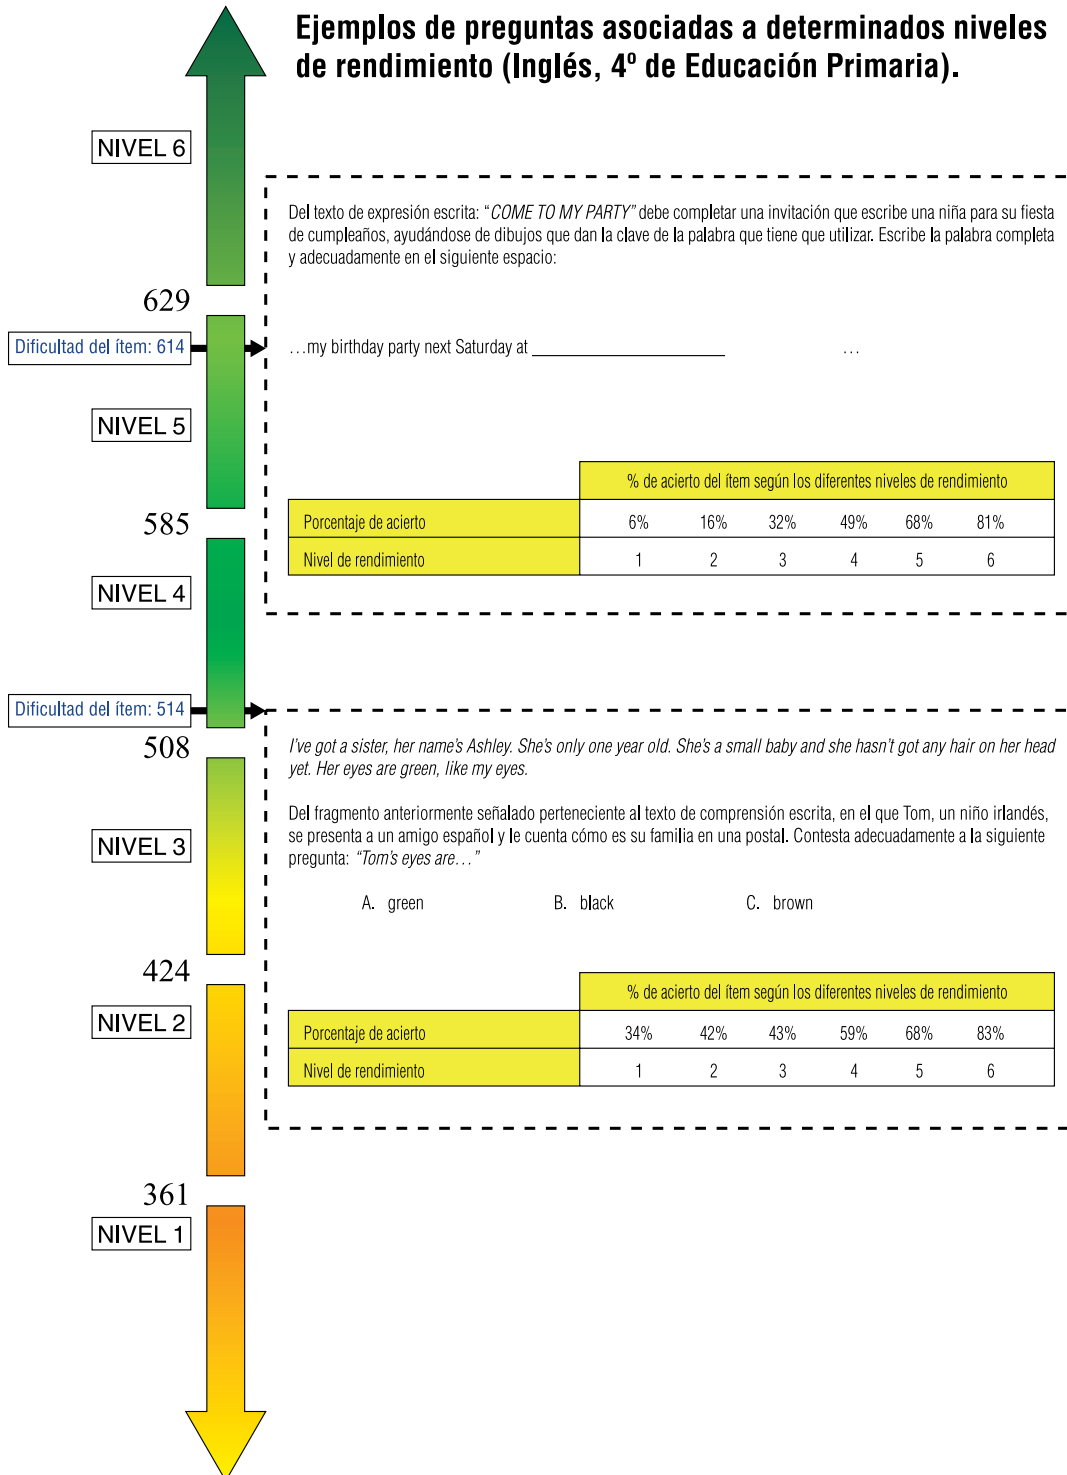 Ejemplos de preguntas asociadas a determinados niveles
de rendimiento (Inglés, 4º de Educación Primaria).
NIVEL 6
Del texto de expresión escrita: “COME TO MY PARTY” debe completar una invitación que escribe una niña para su fiesta
de cumpleaños, ayudándose de dibujos que dan la clave de la palabra que tiene que utilizar. Escribe la palabra completa
y adecuadamente en el siguiente espacio:
629
Dificultad del ítem: 614
…my birthday party next Saturday at ______________________ …
NIVEL 5
% de acierto del ítem según los diferentes niveles de rendimiento
585
Porcentaje de acierto 6% 16% 32% 49% 68% 81%
Nivel de rendimiento 1 2 3 4 5 6
NIVEL 4
Dificultad del ítem: 514
508
I’ve got a sister, her name’s Ashley. She’s only one year old. She’s a small baby and she hasn’t got any hair on her head
yet. Her eyes are green, like my eyes.
Del fragmento anteriormente señalado perteneciente al texto de comprensión escrita, en el que Tom, un niño irlandés,
se presenta a un amigo español y le cuenta cómo es su familia en una postal. Contesta adecuadamente a la siguiente
pregunta: “Tom’s eyes are…”
NIVEL 3
A. green B. black C. brown
424
% de acierto del ítem según los diferentes niveles de rendimiento
NIVEL 2
Porcentaje de acierto 34% 42% 43% 59% 68% 83%
Nivel de rendimiento 1 2 3 4 5 6
361
NIVEL 1